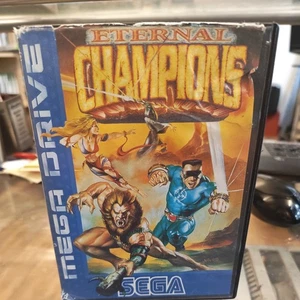 ETERNAL
CHAMPIONS
MEGA DRIVE
SEGA